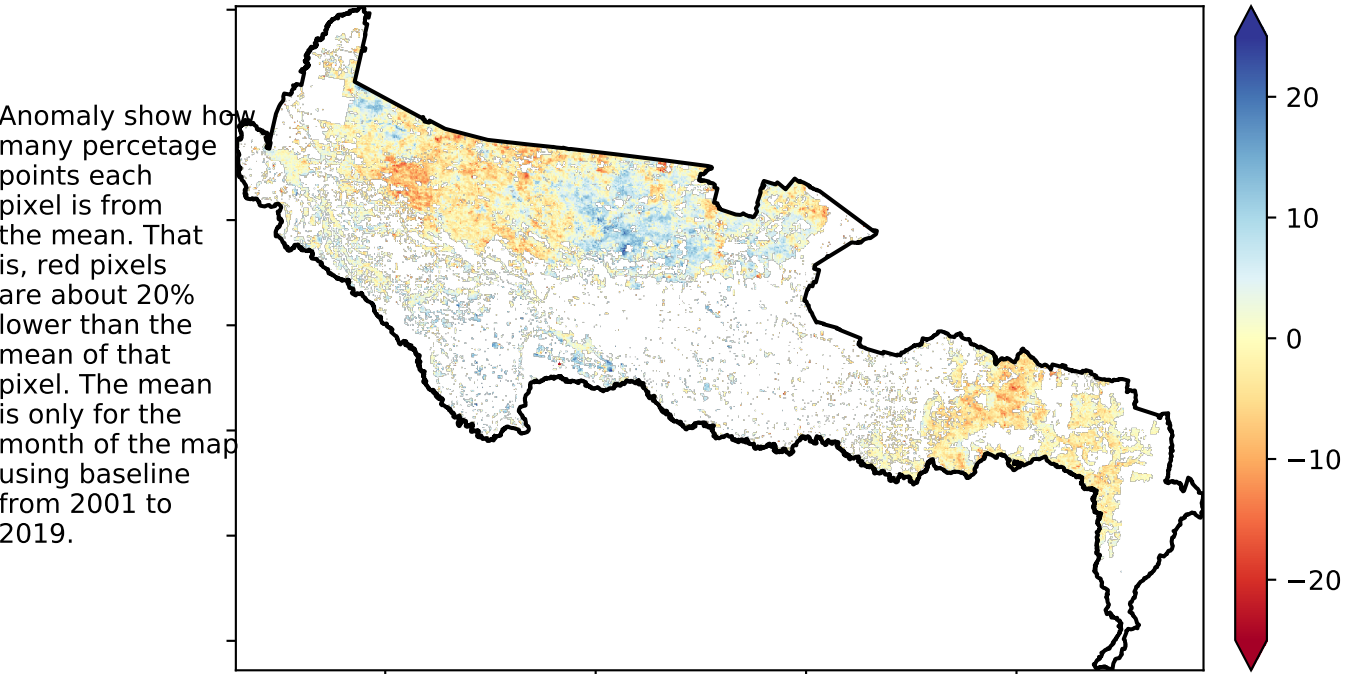 Anomaly show how
many percetage
points each
pixel is from
the mean. That
is, red pixels
are about 20%
lower than the
mean of that
pixel. The mean
is only for the
month of the map
using baseline
from 2001 to
2019.
20
10
0
−10
−20